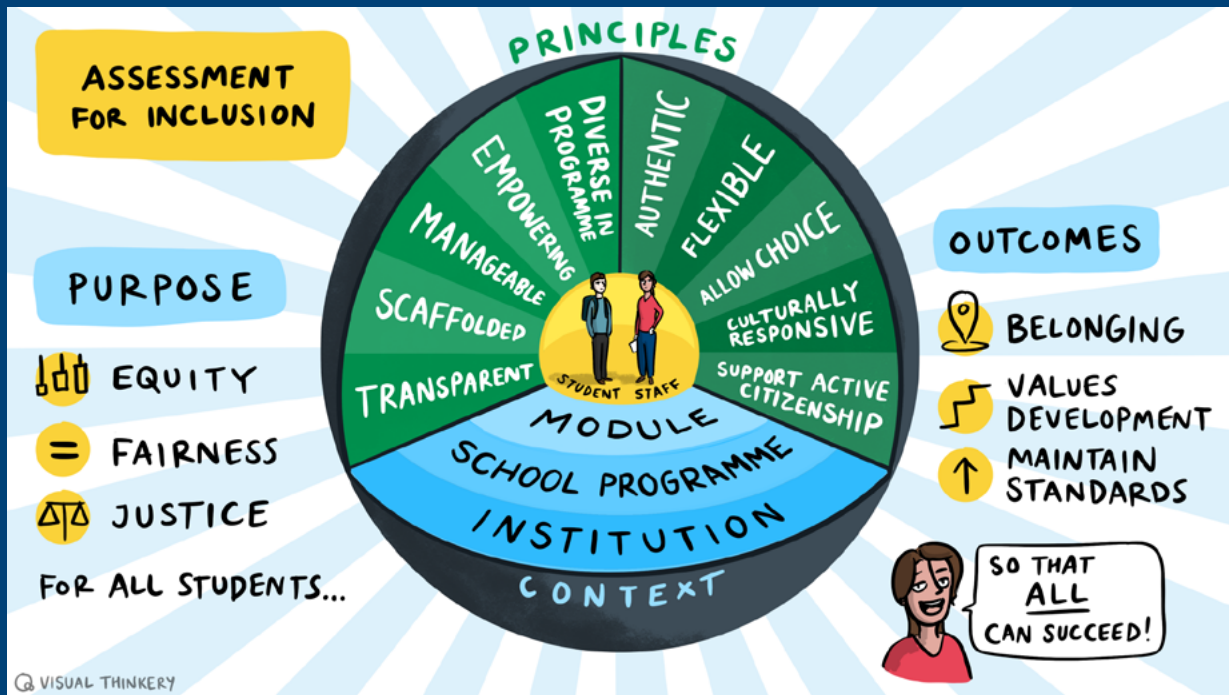 ASSESSMENT
FOR INCLUSION
PURPOSE
EQUITY
=
FAIRNESS
JUSTICE
FOR ALL STUDENTS...
PRINCIPLES
TRANSPARENT
SCAFFOLDED
MANAGEABLE
EMPOWERING
DIVERSE IN
PROGRAMME
AUTHENTIC
FLEXIBLE
ALLOW CHOICE
CULTURALLY
RESPONSIVE
SUPPORT ACTIVE
CITIZENSHIP
STUDENT STAFF
MODULE
SCHOOL PROGRAMME
INSTITUTION
CONTEXT
OUTCOMES
BELONGING
VALUES
DEVELOPMENT
MAINTAIN
STANDARDS
SO THAT
ALL
CAN SUCCEED!
VISUAL THINKERY